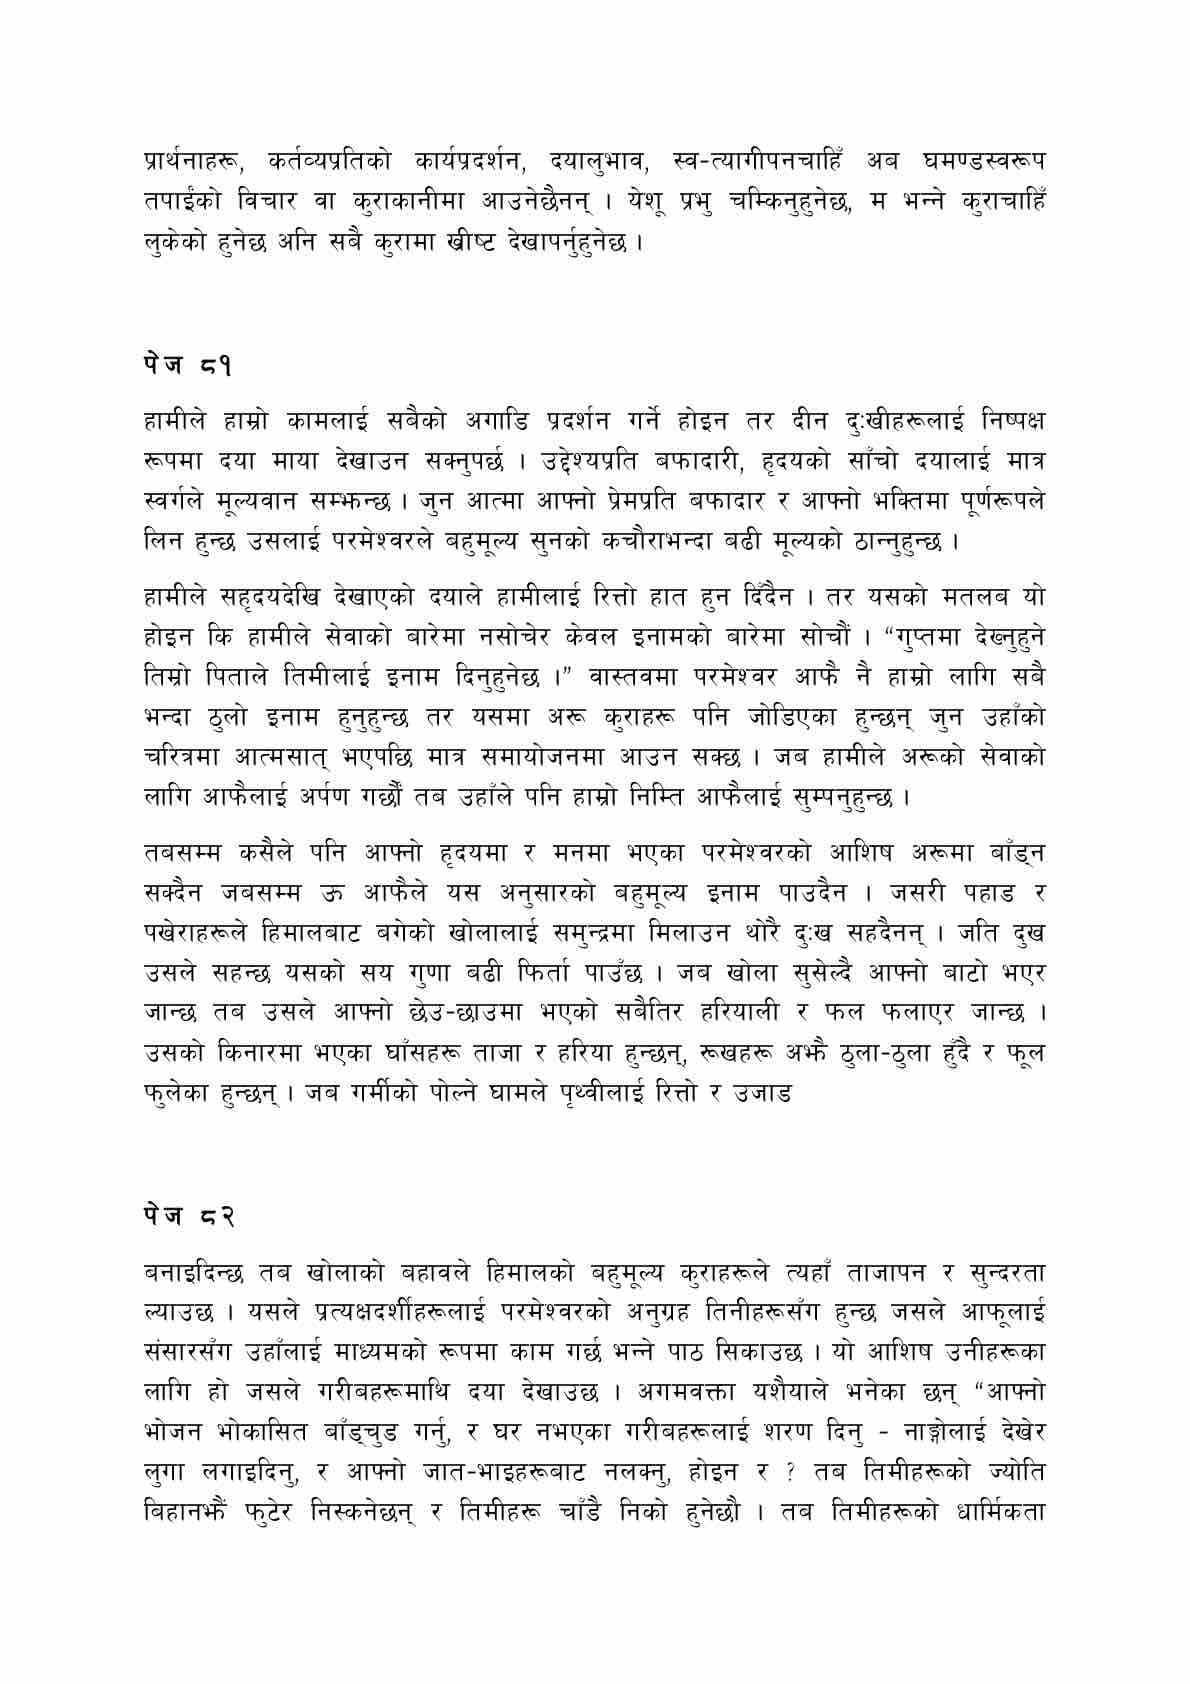 प्रार्थनाहरू, कर्तव्यप्रतिको कार्यप्रदर्शन, दयालुभाव, स्व-त्यागीपनचाहिँ अब घमण्डस्वरूप
तपाईंको विचार वा कुराकानीमा आउनेछैनन् । येशू प्रभु चम्किनुहुनेछ, म भन्ने कुराचाहिँ
लुकेको हुनेछ अनि सबै कुरामा ख्रीष्ट देखापर्नुहुनेछ ।
पेज ८१
हामीले हाम्रो कामलाई सबैको अगाडि प्रदर्शन गर्ने होइन तर दीन दुःखीहरूलाई निष्पक्ष
रूपमा दया माया देखाउन सक्नुपर्छ । उद्देश्यप्रति बफादारी, हृदयको साँचो दयालाई मात्र
स्वर्गले मूल्यवान सम्झन्छ । जुन आत्मा आफ्नो प्रेमप्रति बफादार र आफ्नो भक्तिमा पूर्णरूपले
लिन हुन्छ उसलाई परमेश्वरले बहुमूल्य सुनको कचौराभन्दा बढी मूल्यको ठान्नुहुन्छ ।
हामीले सहृदयदेखि देखाएको दयाले हामीलाई रित्तो हात हुन दिँदैन । तर यसको मतलब यो
होइन कि हामीले सेवाको बारेमा नसोचेर केवल इनामको बारेमा सोचौं । “गुप्तमा देख्नुहुने
तिम्रो पिताले तिमीलाई इनाम दिनुहुनेछ ।” वास्तवमा परमेश्वर आफै नै हाम्रो लागि सबै
भन्दा ठुलो इनाम हुनुहुन्छ तर यसमा अरू कुराहरू पनि जोडिएका हुन्छन् जुन उहाँको
चरित्रमा आत्मसात् भएपछि मात्र समायोजनमा आउन सक्छ । जब हामीले अरूको सेवाको
लागि आफैलाई अर्पण गर्छौं तब उहाँले पनि हाम्रो निम्ति आफैलाई सुम्पनुहुन्छ ।
तबसम्म कसैले पनि आफ्नो हृदयमा र मनमा भएका परमेश्वरको आशिष अरूमा बाँड्न
सक्दैन जबसम्म ऊ आफैले यस अनुसारको बहुमूल्य इनाम पाउदैन । जसरी पहाड र
पखेराहरूले हिमालबाट बगेको खोलालाई समुन्द्रमा मिलाउन थोरै दुःख सहदैनन् । जति दुख
उसले सहन्छ यसको सय गुणा बढी फिर्ता पाउँछ । जब खोला सुसेल्दै आफ्नो बाटो भएर
जान्छ तब उसले आफ्नो छेउ-छाउमा भएको सबैतिर हरियाली र फल फलाएर जान्छ ।
उसको किनारमा भएका घाँसहरू ताजा र हरिया हुन्छन्, रूखहरू अझै ठुला-ठुला हुँदै र फूल
फुलेका हुन्छन् । जब गर्मीको पोल्ने घामले पृथ्वीलाई रित्तो र उजाड
पेज ८२
बनाइदिन्छ तब खोलाको बहावले हिमालको बहुमूल्य कुराहरूले त्यहाँ ताजापन र सुन्दरता
ल्याउछ । यसले प्रत्यक्षदर्शीहरूलाई परमेश्वरको अनुग्रह तिनीहरूसँग हुन्छ जसले आफूलाई
संसारसँग उहाँलाई माध्यमको रूपमा काम गर्छ भन्ने पाठ सिकाउछ । यो आशिष उनीहरूका
लागि हो जसले गरीबहरूमाथि दया देखाउछ । अगमवक्ता यशैयाले भनेका छन् “आफ्नो
भोजन भोकासित बाँड्चुड गर्नु, र घर नभएका गरीबहरूलाई शरण दिनु - नाङ्गोलाई देखेर
लुगा लगाइदिनु, र आफ्नो जात-भाइहरूबाट नलक्नु, होइन र ? तब तिमीहरूको ज्योति
बिहानझैं फुटेर निस्कनेछन् र तिमीहरू चाँडै निको हुनेछौ । तब तिमीहरूको धार्मिकता